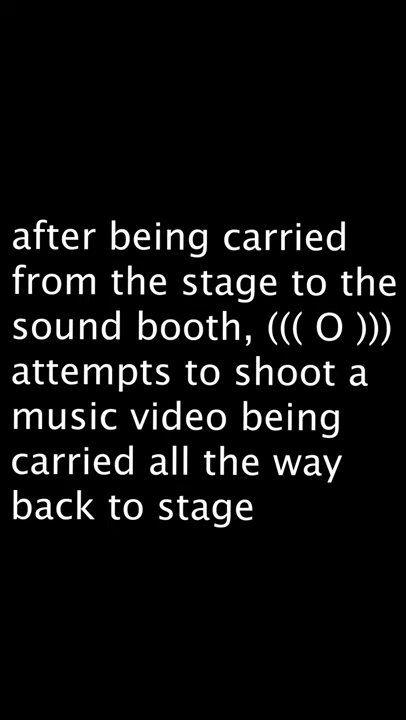 after being carried
from the stage to the
sound booth, ((( O )))
attempts to shoot a
music video being
carried all the way
back to stage